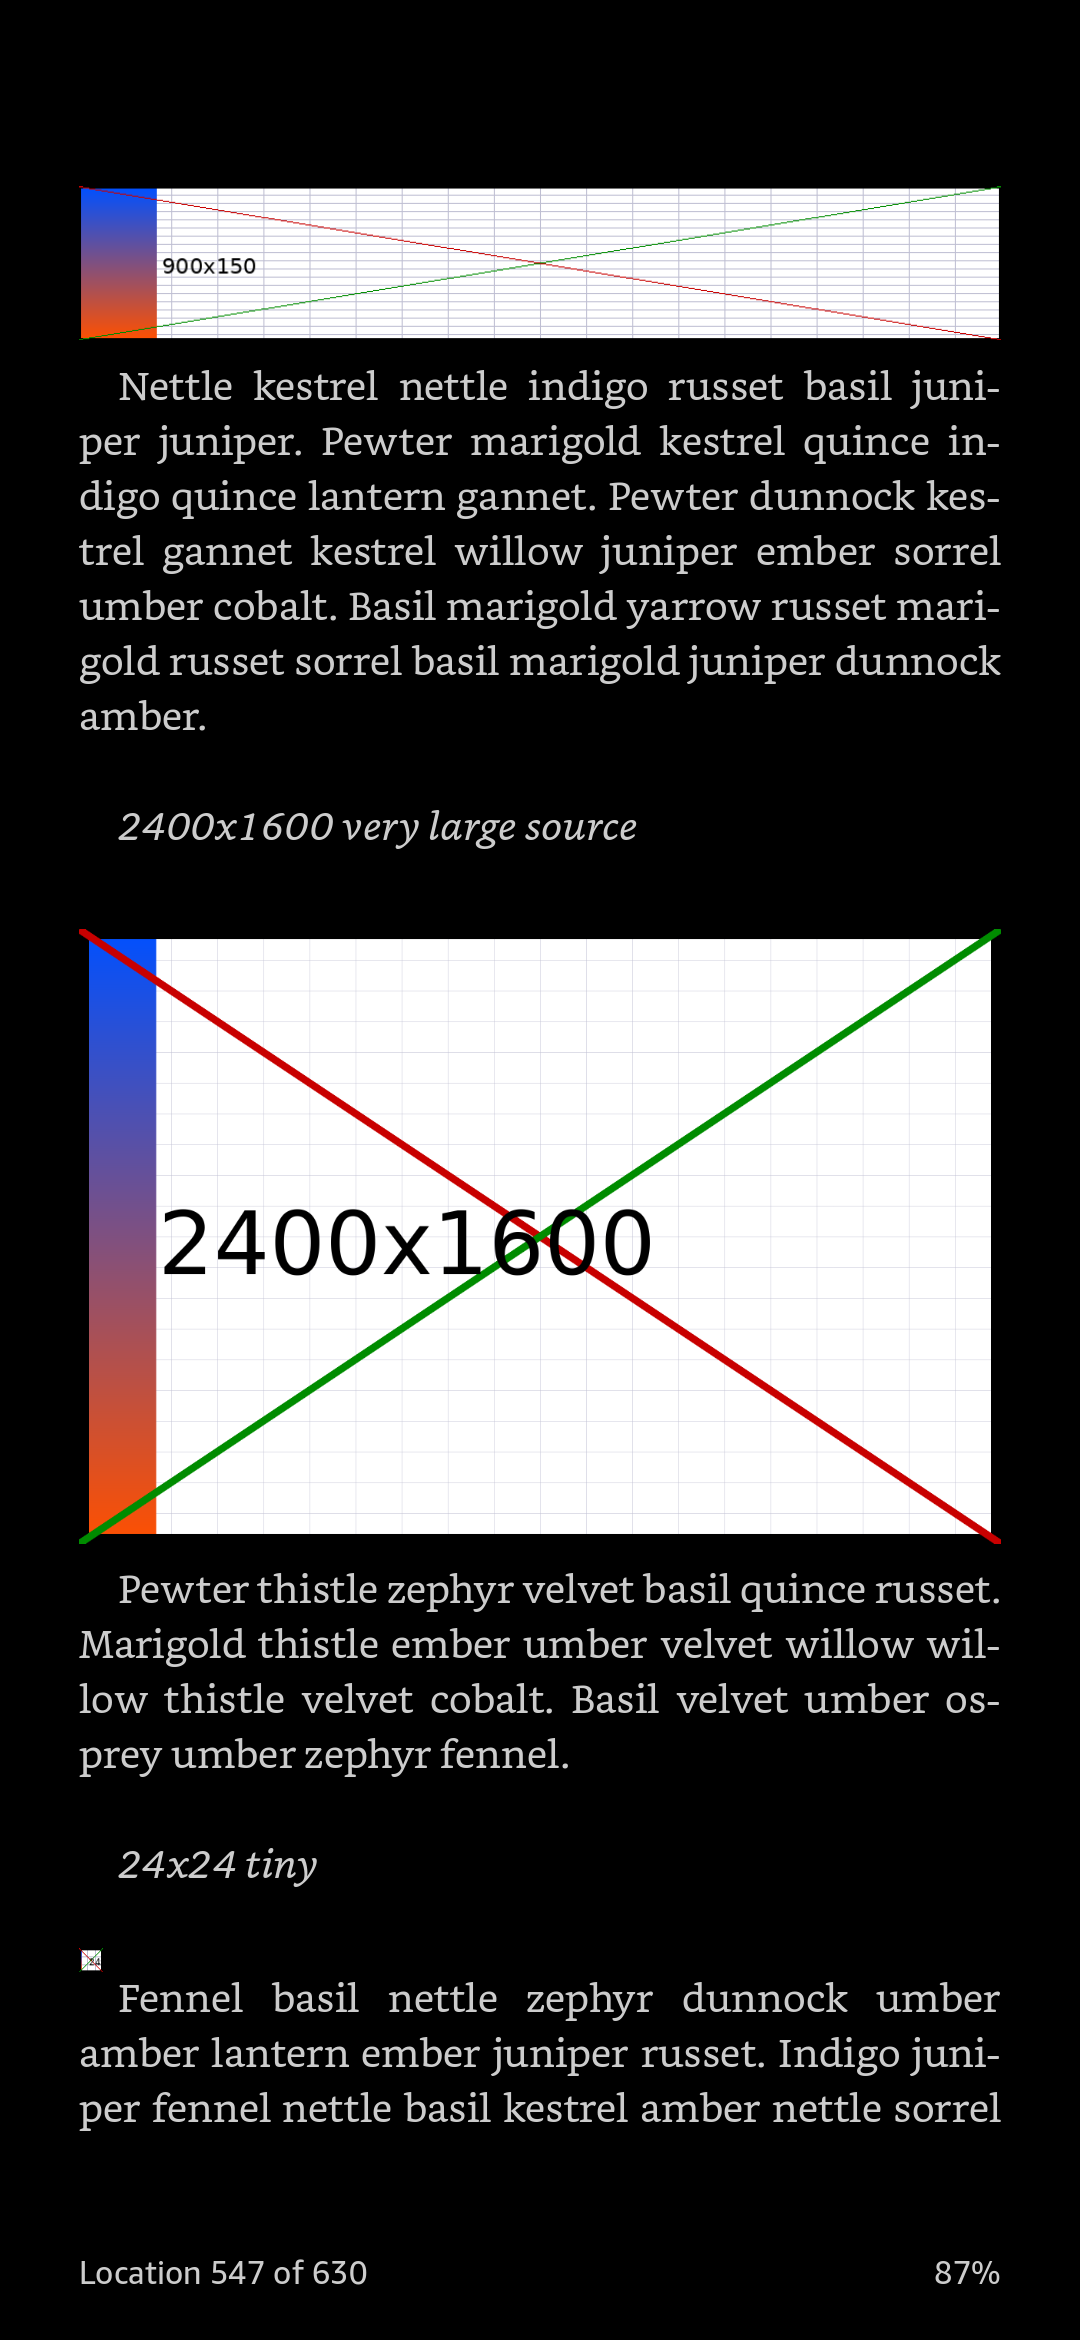 900x150
Nettle kestrel nettle indigo russet basil juni-
per juniper. Pewter marigold kestrel quince in-
digo quince lantern gannet. Pewter dunnock kes-
trel gannet kestrel willow juniper ember sorrel
umber cobalt. Basil marigold yarrow russet mari-
gold russet sorrel basil marigold juniper dunnock
amber.
2400x1600 very large source
2400x1600
Pewter thistle zephyr velvet basil quince russet.
Marigold thistle ember umber velvet willow wil-
low thistle velvet cobalt. Basil velvet umber os-
prey umber zephyr fennel.
24x24 tiny
Fennel basil nettle zephyr dunnock umber
amber lantern ember juniper russet. Indigo juni-
per fennel nettle basil kestrel amber nettle sorrel
Location 547 of 630
87%